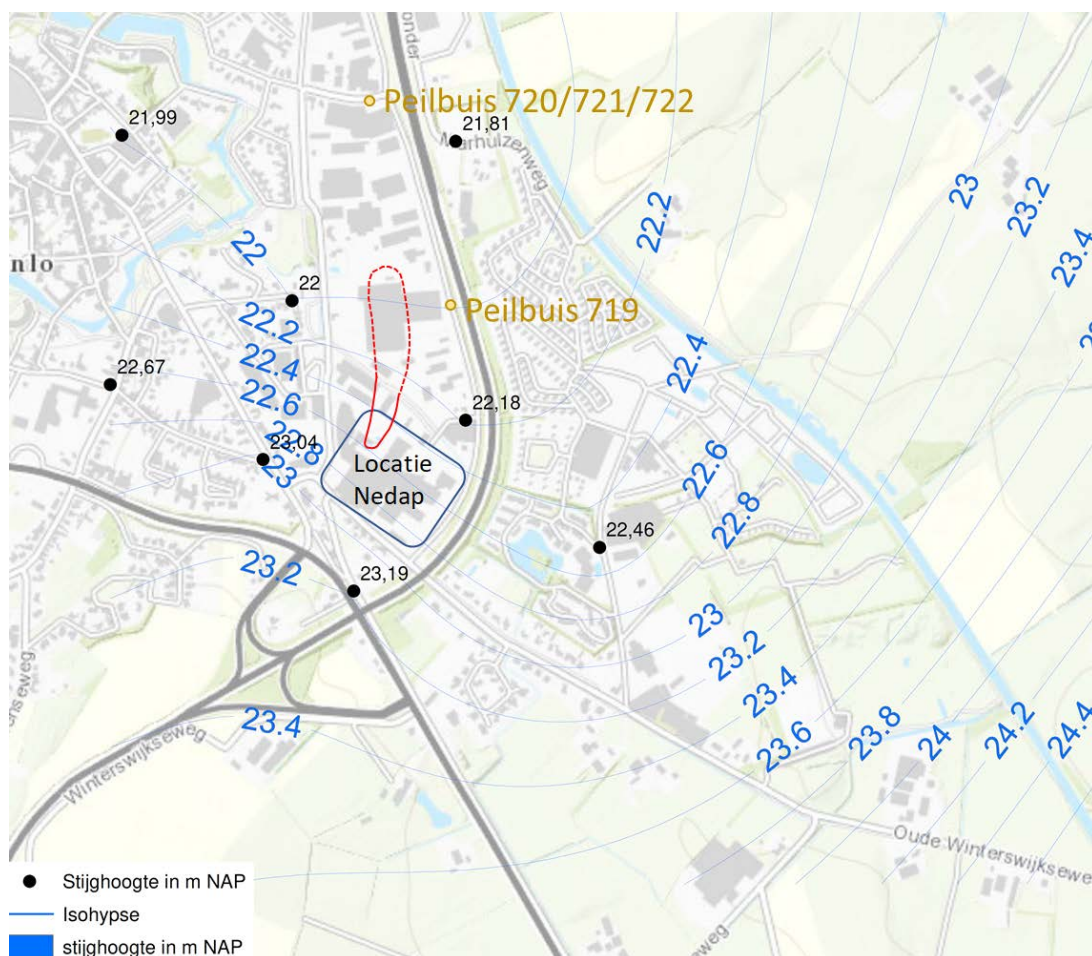 onder
Peilbuis 720/721/722
21,99
21,81
Marhulzenweg
23
23.2
22.2
23.4
22
nlo
22
Peilbuis 719
22.2
22.4
22.4
22,67
22.6
22,18
22.8
23,04
23
Locatie
Nedap
22.6
22.8
22,46
23.2
23,19
23
23.2
23.4
23.4
23.6
23.8
24
24.2
24.4
enseweg
Winterswijkseweg
Oude Winterswijksewe
enweg
Stijghoogte in m NAP
Isohypse
stijghoogte in m NAP